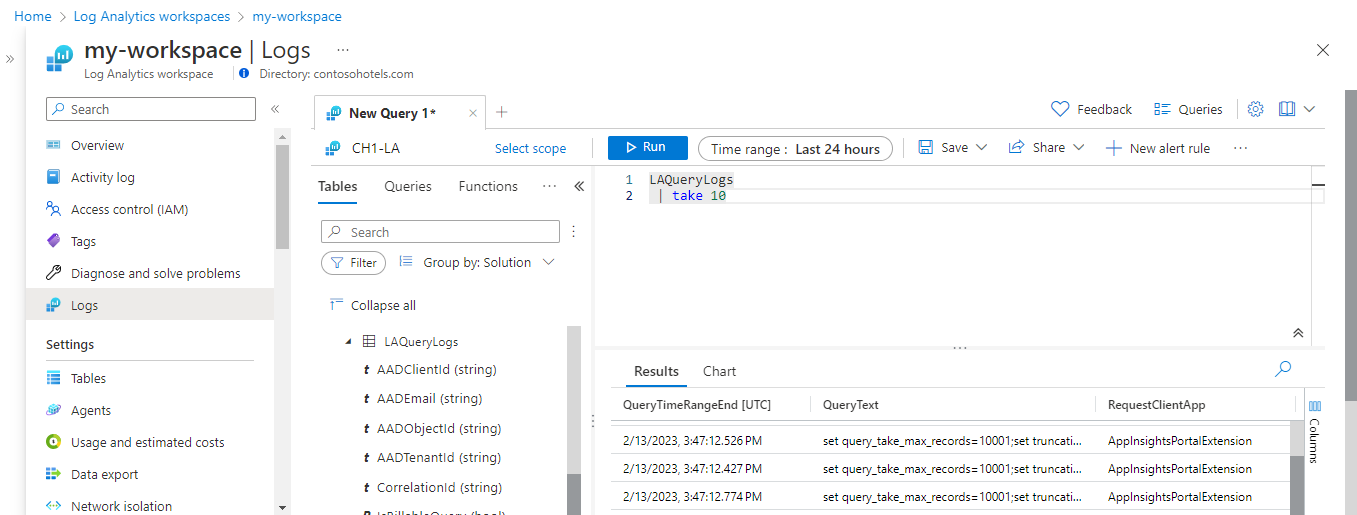 Home > Log Analytics workspaces > my-workspace
my-workspace | Logs ...
Log Analytics workspace
Directory: contosohotels.com
Search
Overview
Activity log
Access control (IAM)
Tags
Diagnose and solve problems
Logs
Settings
Tables
Agents
Usage and estimated costs
Data export
Network isolation
New Query 1*
Feedback
Queries
CH1-LA
Select scope
Run
Time range : Last 24 hours
Save
Share
New alert rule
Tables Queries Functions
Search
Filter
Group by: Solution
Collapse all
LAQueryLogs
t AADClientId (string)
t AADEmail (string)
t AADObjectId (string)
t AADTenantId (string)
t CorrelationId (string)
IsBillableQuery (bool)
1 LAQueryLogs
2 | take 10
Results Chart
QueryTimeRangeEnd [UTC] QueryText RequestClientApp
2/13/2023, 3:47:12.526 PM set query_take_max_records=10001;set truncati... AppInsightsPortalExtension
2/13/2023, 3:47:12.427 PM set query_take_max_records=10001;set truncati... AppInsightsPortalExtension
2/13/2023, 3:47:12.774 PM set query_take_max_records=10001;set truncati... AppInsightsPortalExtension
Columns